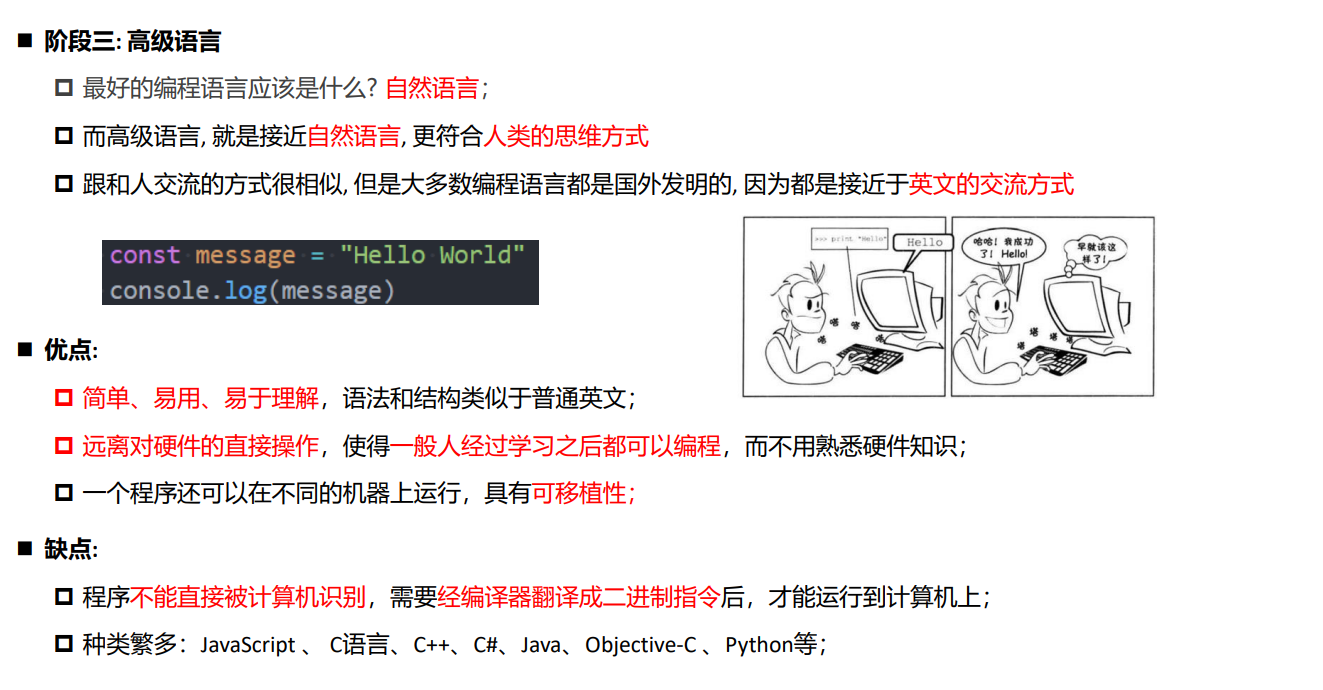 阶段三: 高级语言
最好的编程语言应该是什么? 自然语言；
而高级语言, 就是接近自然语言, 更符合人类的思维方式
跟和人交流的方式很相似, 但是大多数编程语言都是国外发明的, 因为都是接近于英文的交流方式
const message = "Hello World"
console.log(message)
>>> print "Hello"
Hello
嗒
嗒
嗒
嗒
哈哈！我成功
了！Hello!
早就该这
样了！
嗒
嗒
嗒
嗒
优点:
简单、易用、易于理解，语法和结构类似于普通英文；
远离对硬件的直接操作，使得一般人经过学习之后都可以编程，而不用熟悉硬件知识；
一个程序还可以在不同的机器上运行，具有可移植性；
缺点:
程序不能直接被计算机识别，需要经编译器翻译成二进制指令后，才能运行到计算机上；
种类繁多：JavaScript 、 C语言、C++、C#、Java、Objective-C 、Python等；